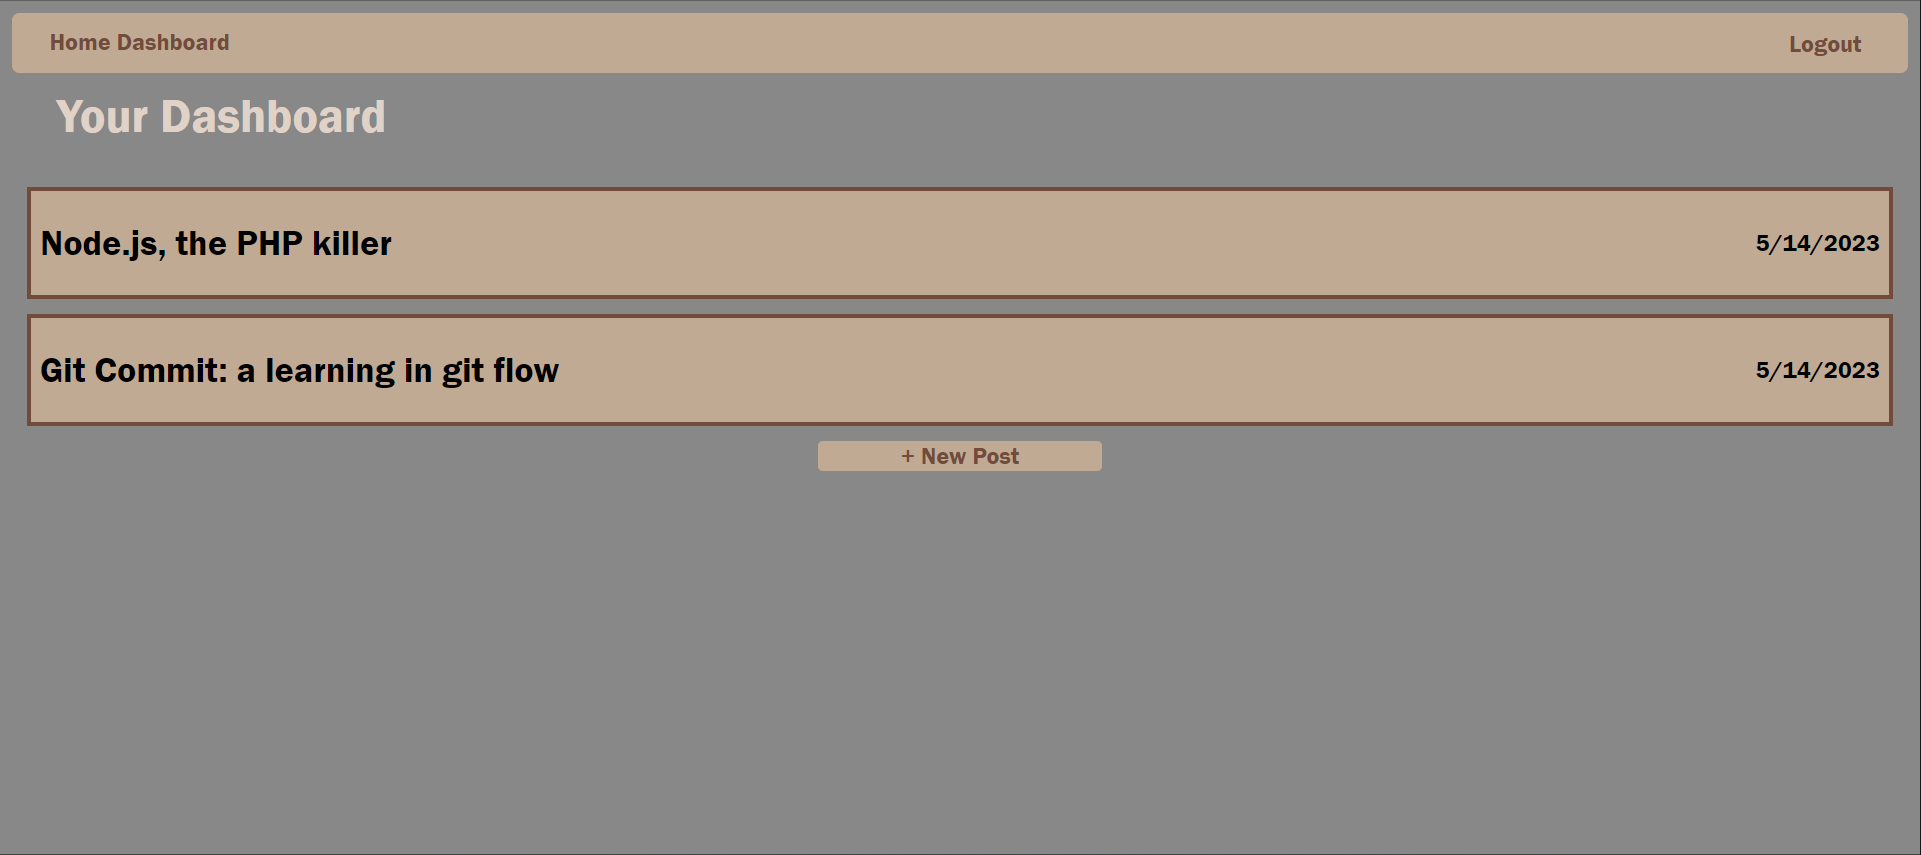 Home Dashboard Logout
Your Dashboard
Node.js, the PHP killer 5/14/2023
Git Commit: a learning in git flow 5/14/2023
+ New Post